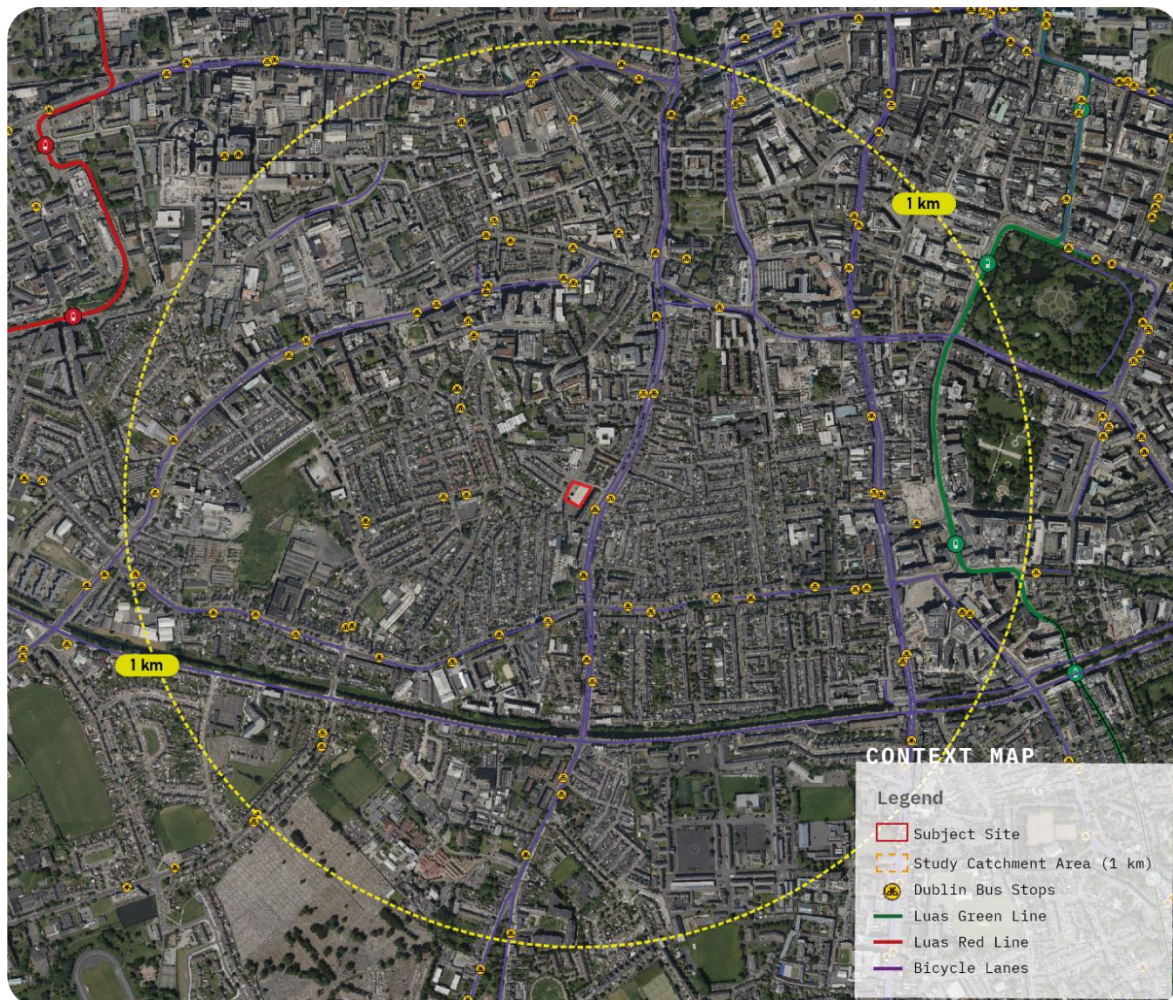 1 km
1 km
CONTEXT MAP
Legend
Subject Site
Study Catchment Area (1 km)
Dublin Bus Stops
Luas Green Line
Luas Red Line
Bicycle Lanes